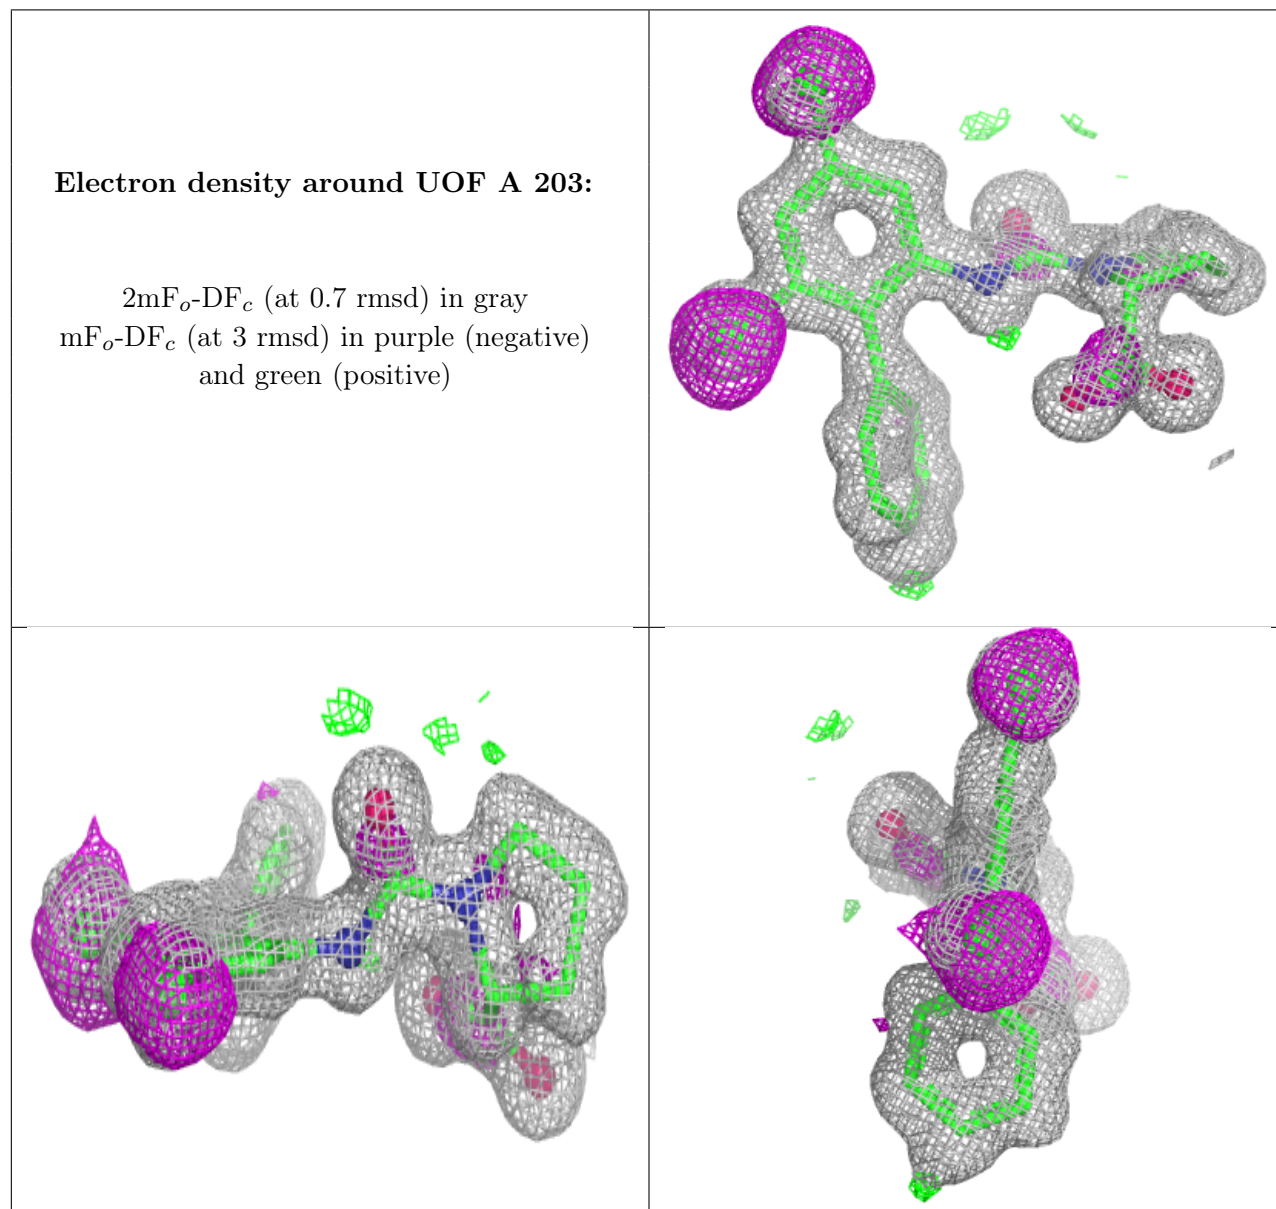 Electron density around UOF A 203:
2mFo-DFc (at 0.7 rmsd) in gray
mFo-DFc (at 3 rmsd) in purple (negative)
and green (positive)